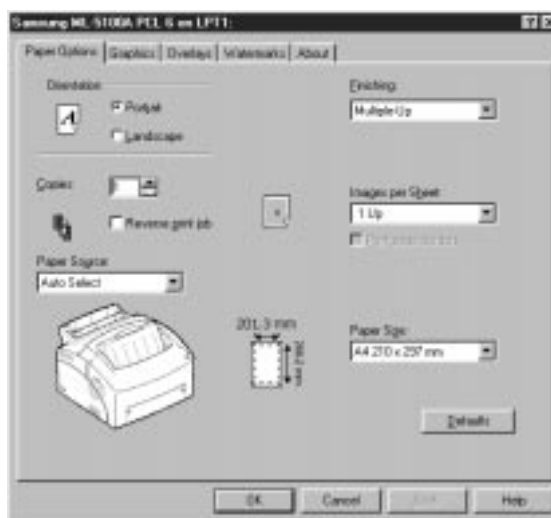 Samsung ML-5100A PCL 6 on LPT1:
Paper Options Graphics Overlays Watermarks About
Orientation
A
Portrait
Landscape
Finishing:
Multiple-Up
Copies:
Reverse print job
Images per Sheet:
1 Up
Paper Source:
Auto Select
201.3 mm
Paper Size:
A4 210 x 297 mm
Defaults
OK Cancel Help